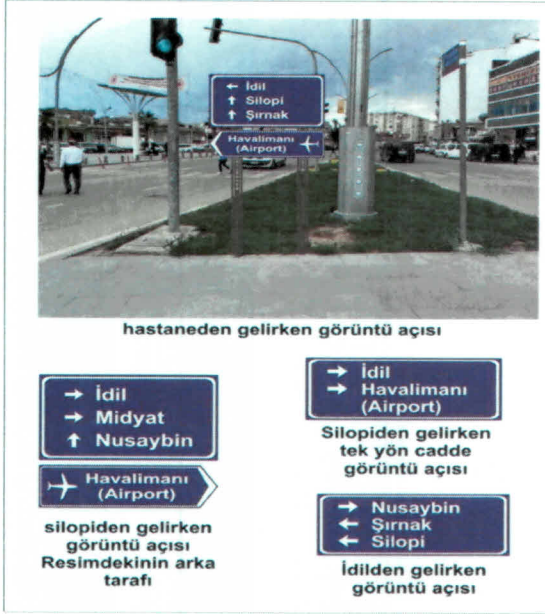 ← İdil
↑ Silopi
↑ Şırnak
Havalimanı
(Airport)
hastaneden gelirken görüntü açısı
→ İdil
→ Midyat
↑ Nusaybin
Havalimanı
(Airport)
silopiden gelirken
görüntü açısı
Resimdekinin arka
tarafı
→ İdil
→ Havalimanı
(Airport)
Silopiden gelirken
tek yön cadde
görüntü açısı
→ Nusaybin
← Şırnak
← Silopi
İdilden gelirken
görüntü açısı